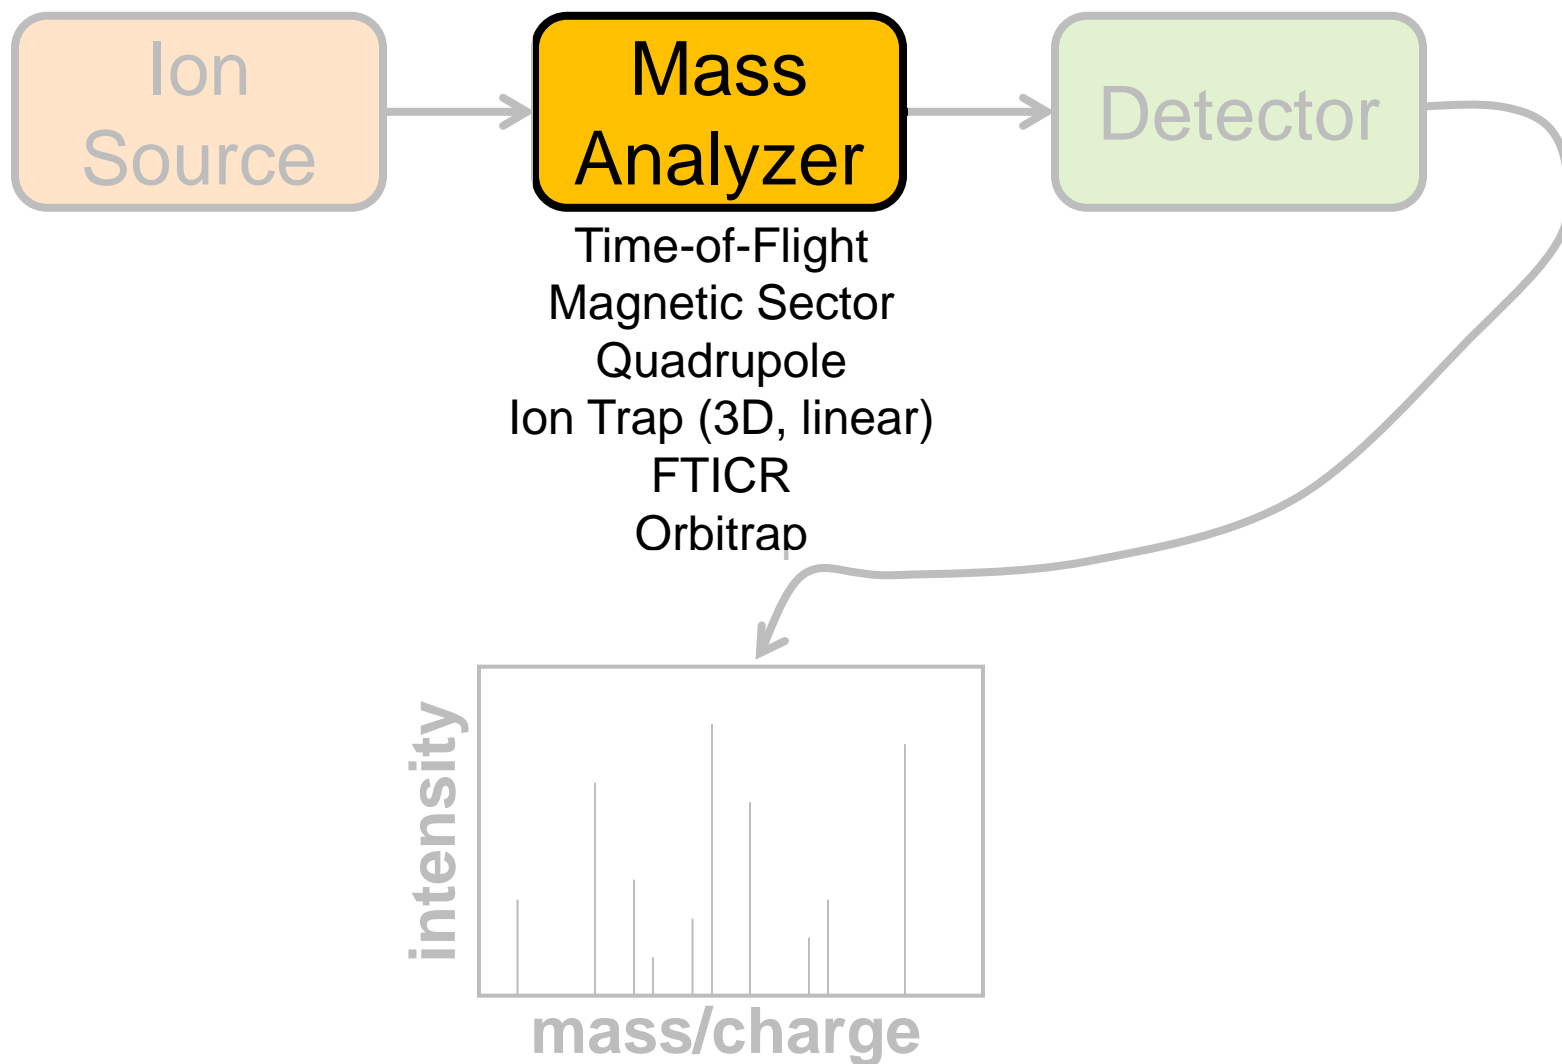 Ion
Source
Mass
Analyzer
Detector
Time-of-Flight
Magnetic Sector
Quadrupole
Ion Trap (3D, linear)
FTICR
Orbitrap
intensity
mass/charge